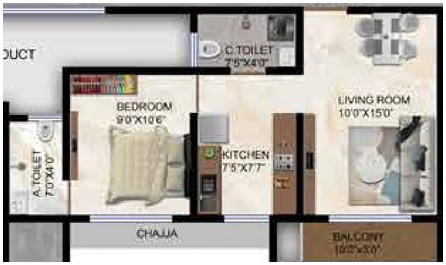 DUCT
C.TOILET
7'5"X4'0"
BEDROOM
9'0"X10'6"
LIVING ROOM
10'0"X15'0"
A.TOILET
7'0"X4'0"
KITCHEN
7'5"X7'7"
CHAJJA
BALCONY
10'0"X3'0"